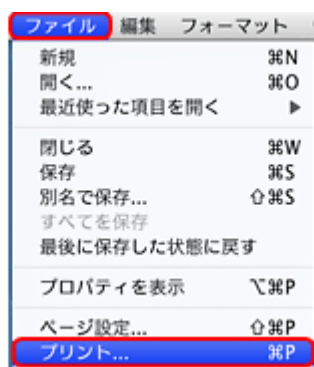 ファイル 編集 フォーマット
新規 ⌘N
開く... ⌘O
最近使った項目を開く ▶
閉じる ⌘W
保存 ⌘S
別名で保存... ⇧⌘S
すべてを保存
最後に保存した状態に戻す
プロパティを表示 ⌥⌘P
ページ設定... ⇧⌘P
プリント... ⌘P